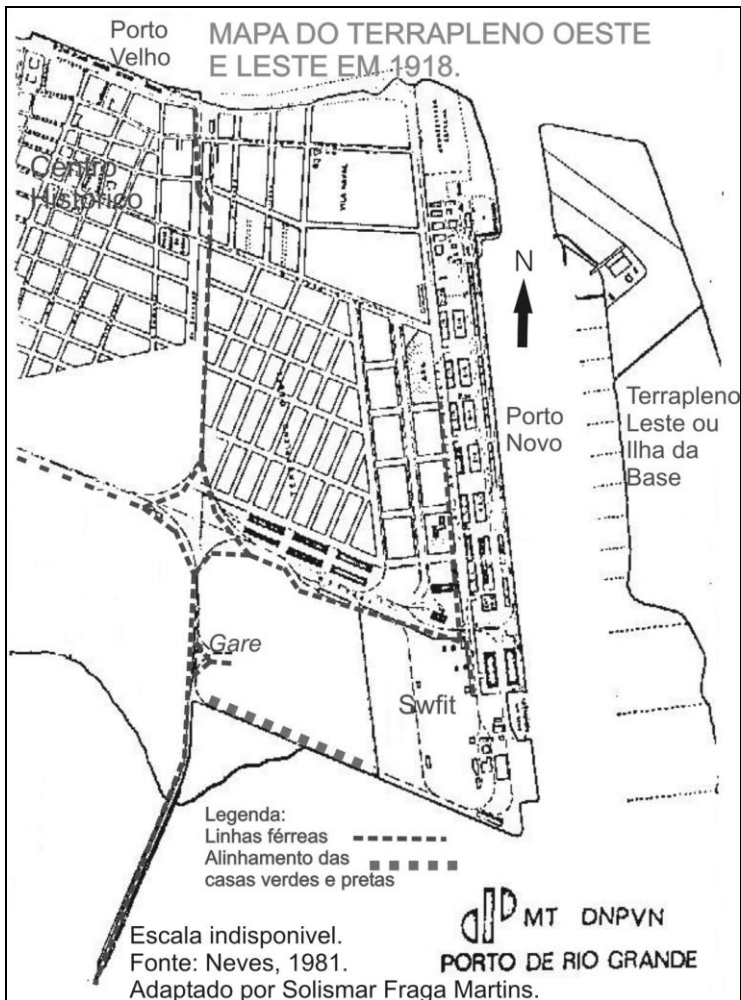 Porto
Velho
MAPA DO TERRAPLENO OESTE
E LESTE EM 1918.
Centro
Histórico
VILA NAVAL
N
Porto
Novo
Terrapleno
Leste ou
Ilha da
Base
Gare
Swfit
Legenda:
Linhas férreas
Alinhamento das
casas verdes e pretas
Escala indisponivel.
Fonte: Neves, 1981.
Adaptado por Solismar Fraga Martins.
MT DNPVN
PORTO DE RIO GRANDE